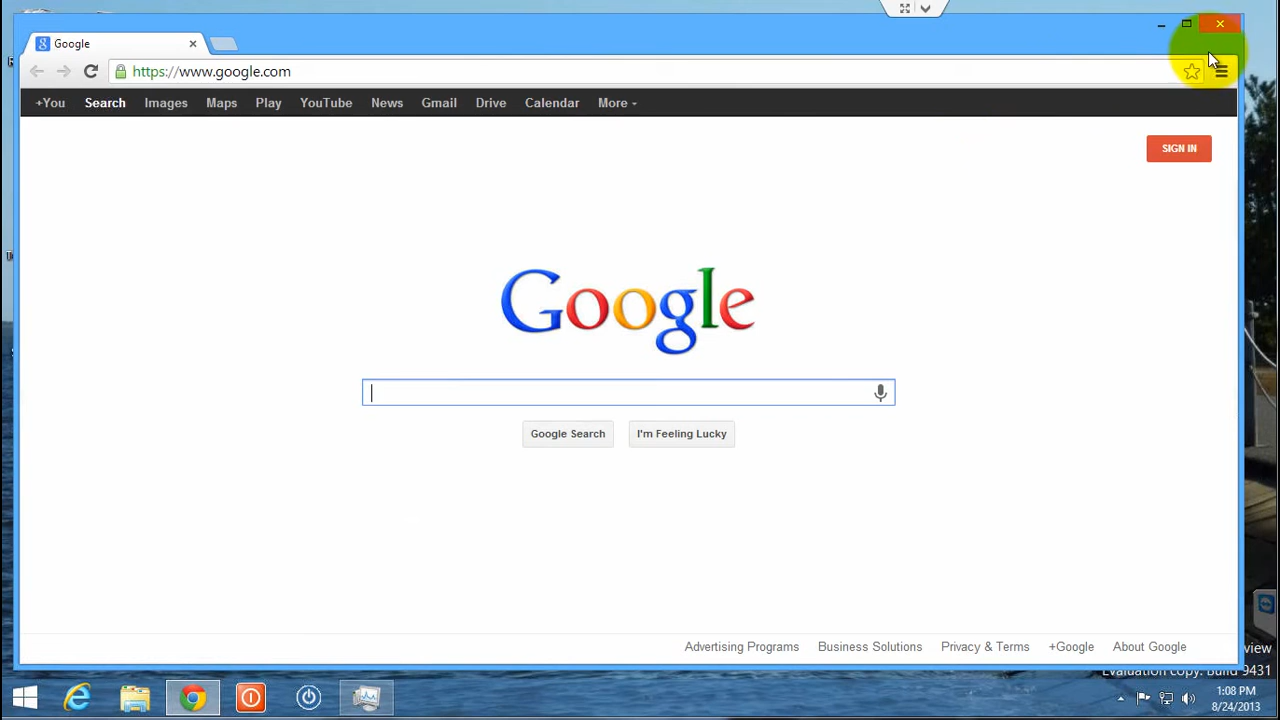 Google
https://www.google.com
+You Search Images Maps Play YouTube News Gmail Drive Calendar More
SIGN IN
Google
Google Search I'm Feeling Lucky
Advertising Programs Business Solutions Privacy & Terms +Google About Google
Evaluation copy. Build 9431
1:08 PM
8/24/2013